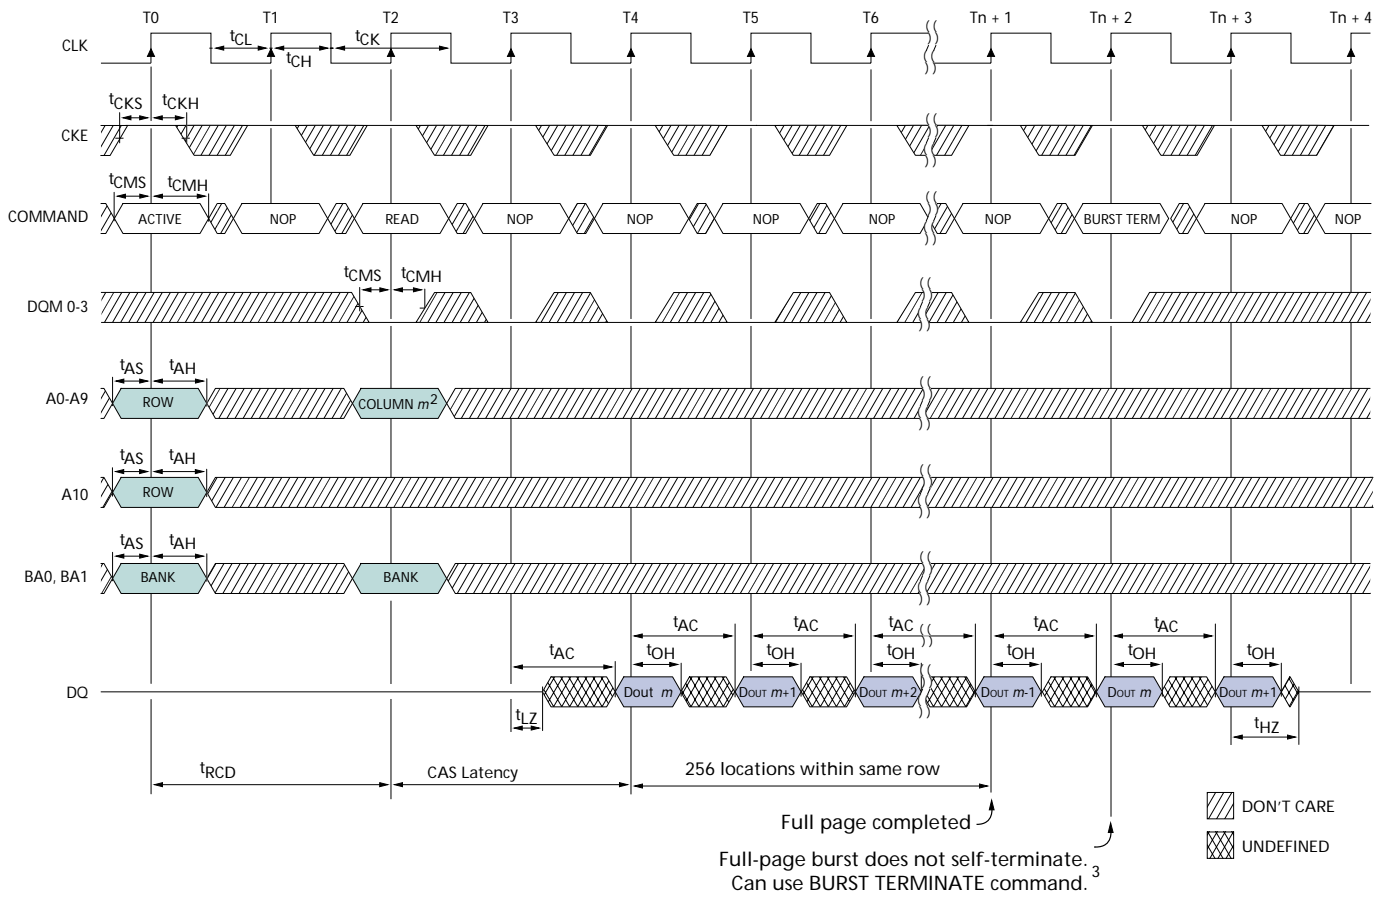 T0 T1 T2 T3 T4 T5 T6 Tn + 1 Tn + 2 Tn + 3 Tn + 4
CLK tCL tCH tCK
tCKS tCKH
CKE
tCMS tCMH
COMMAND ACTIVE NOP READ NOP NOP NOP NOP NOP BURST TERM NOP NOP
tCMS tCMH
DQM 0-3
tAS tAH
A0-A9 ROW COLUMN m2
tAS tAH
A10 ROW
tAS tAH
BA0, BA1 BANK BANK
tAC tAC tAC tAC tAC
tAC tOH tOH tOH tOH tOH tOH
DQ Dout m DOUT m+1 DOUT m+2 DOUT m-1 DOUT m DOUT m+1
tLZ tHZ
tRCD CAS Latency 256 locations within same row
Full page completed
DON'T CARE
UNDEFINED
Full-page burst does not self-terminate.
Can use BURST TERMINATE command. 3